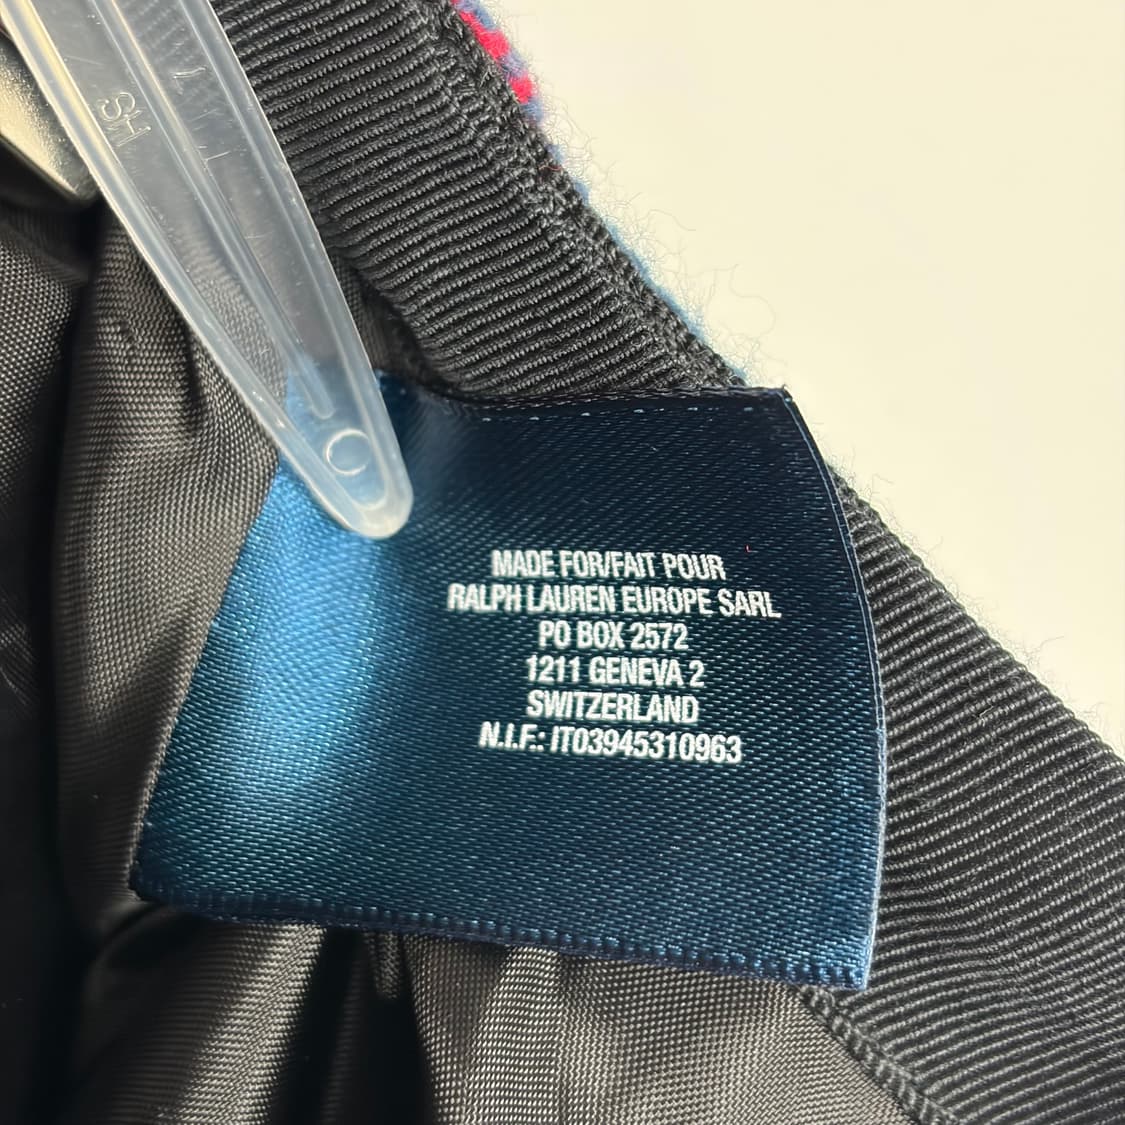 MADE FOR/FAIT POUR
RALPH LAUREN EUROPE SARL
PO BOX 2572
1211 GENEVA 2
SWITZERLAND
N.I.F.: IT03945310963